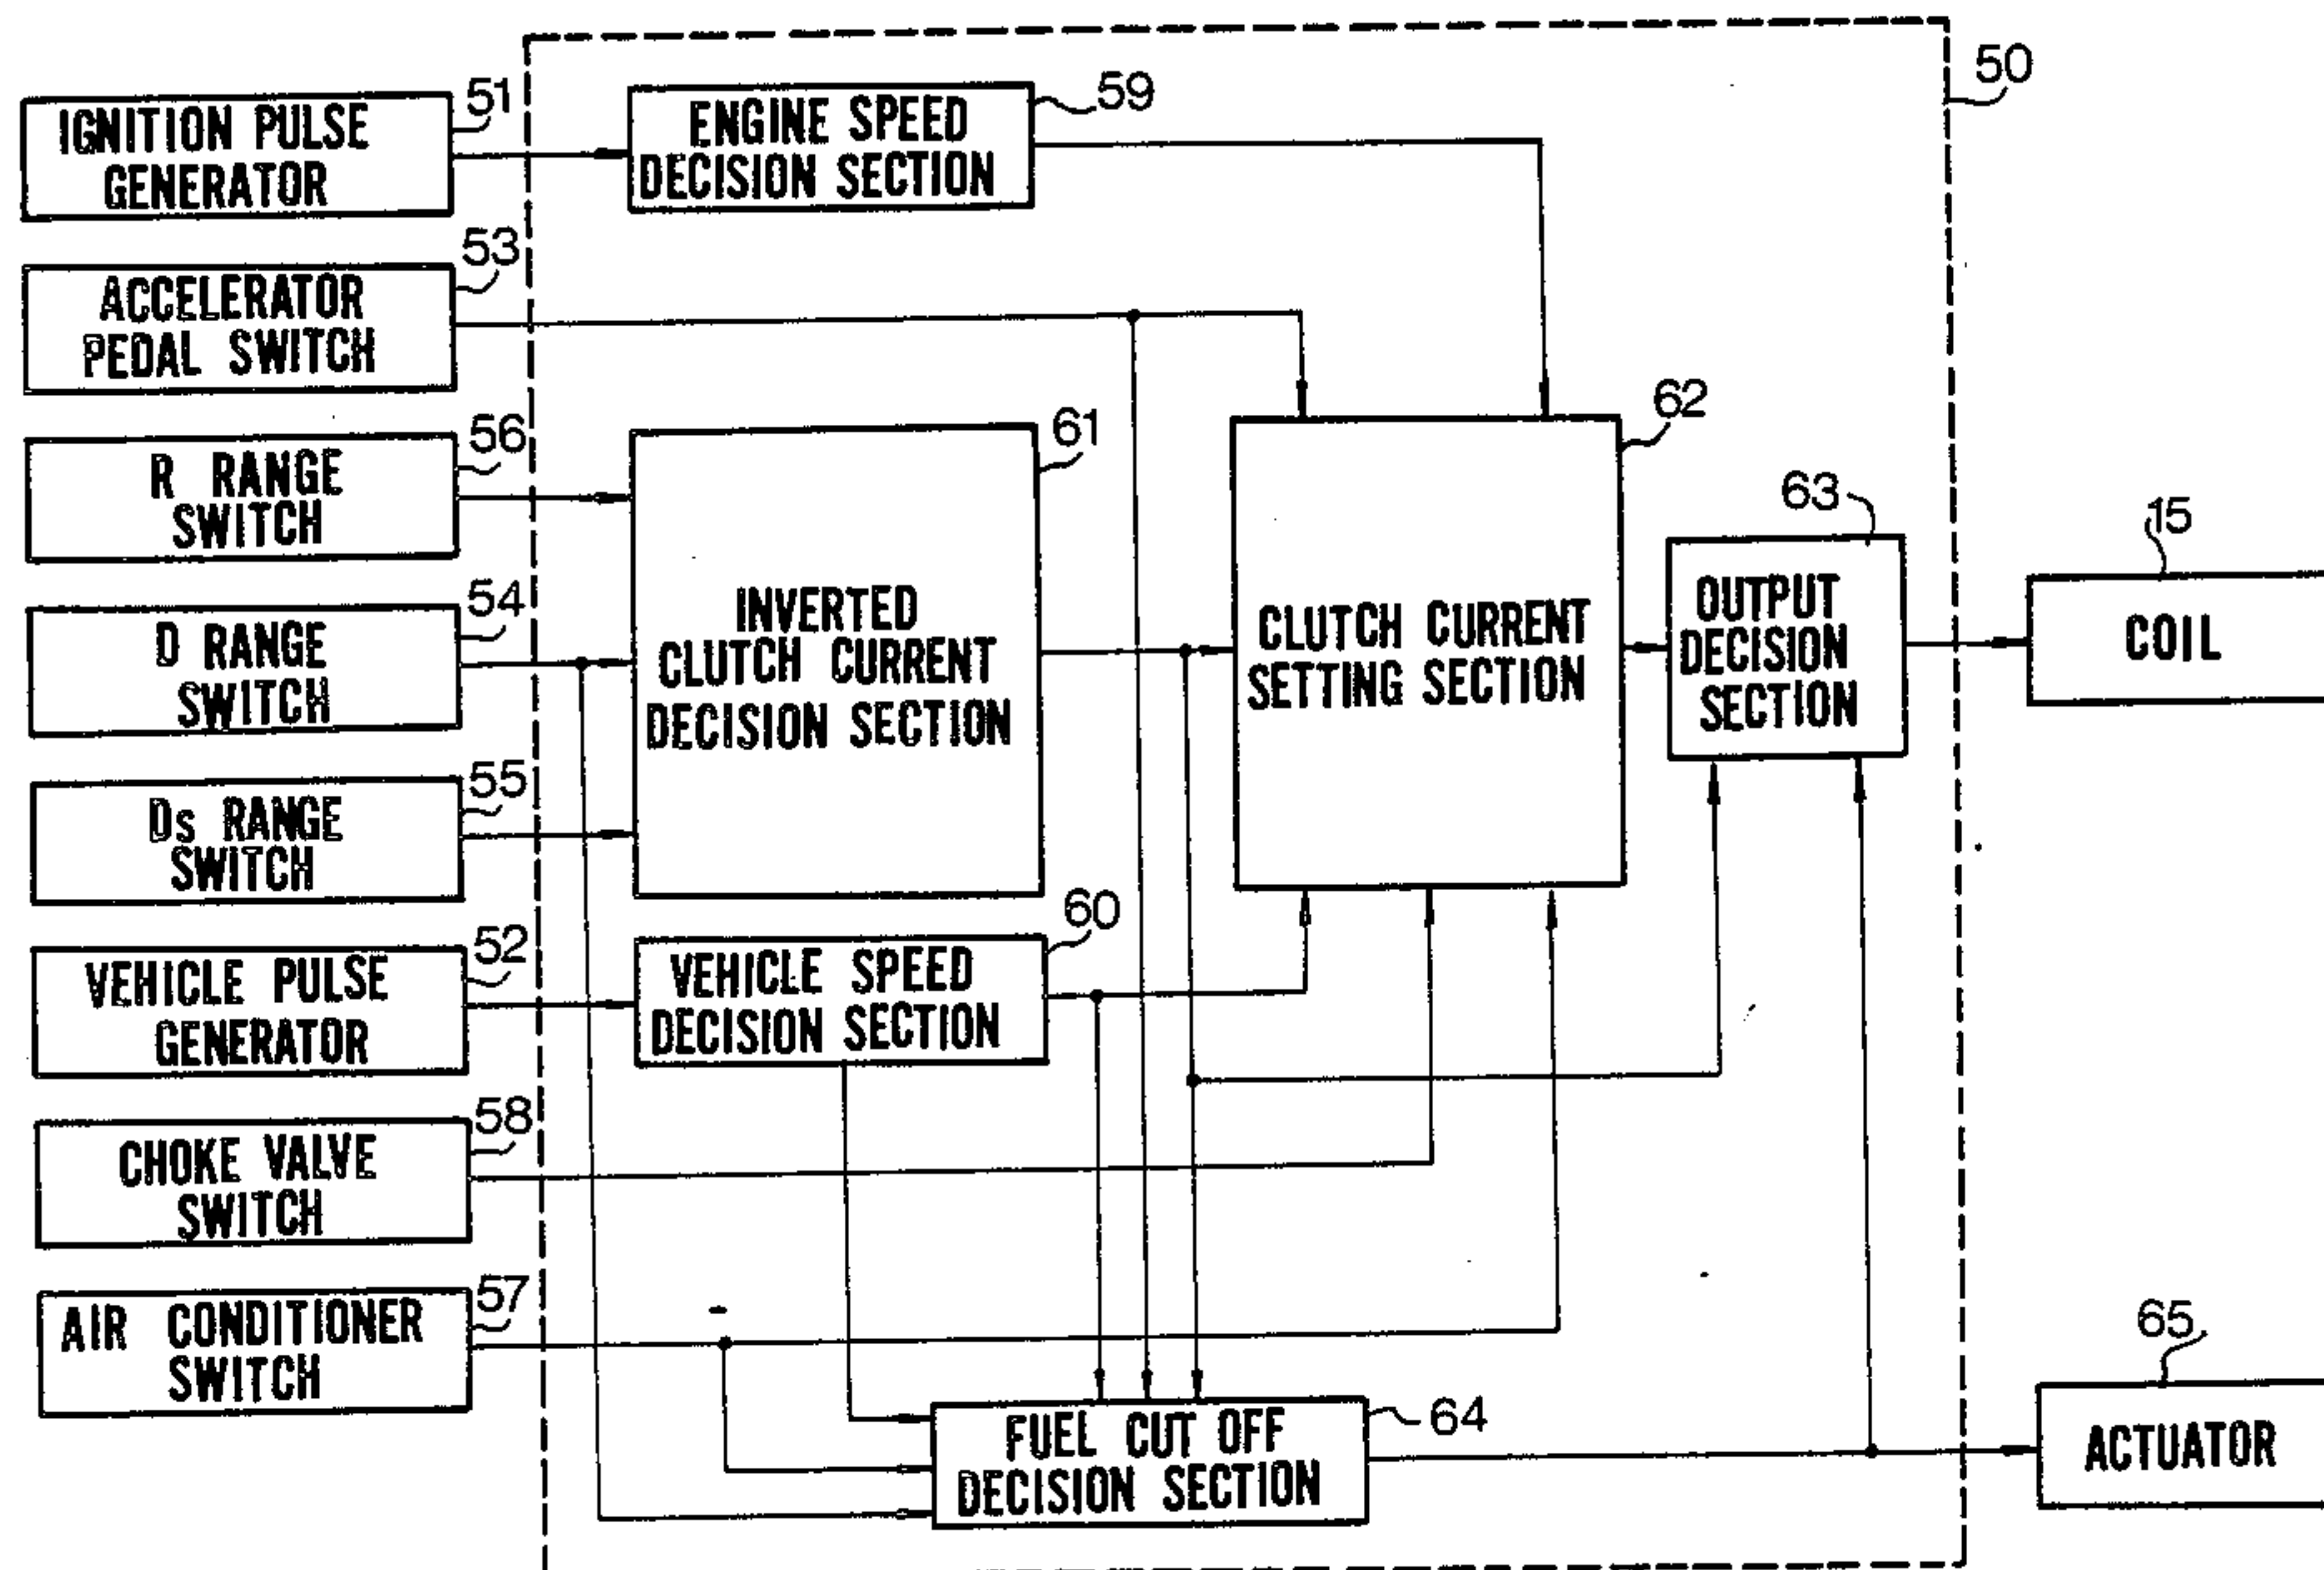 50
51
IGNITION PULSE
GENERATOR
59
ENGINE SPEED
DECISION SECTION
53
ACCELERATOR
PEDAL SWITCH
56
R RANGE
SWITCH
61
INVERTED
CLUTCH CURRENT
DECISION SECTION
62
CLUTCH CURRENT
SETTING SECTION
63
OUTPUT
DECISION
SECTION
15
COIL
54
D RANGE
SWITCH
55
Ds RANGE
SWITCH
52
VEHICLE PULSE
GENERATOR
60
VEHICLE SPEED
DECISION SECTION
58
CHOKE VALVE
SWITCH
57
AIR CONDITIONER
SWITCH
64
FUEL CUT OFF
DECISION SECTION
65
ACTUATOR